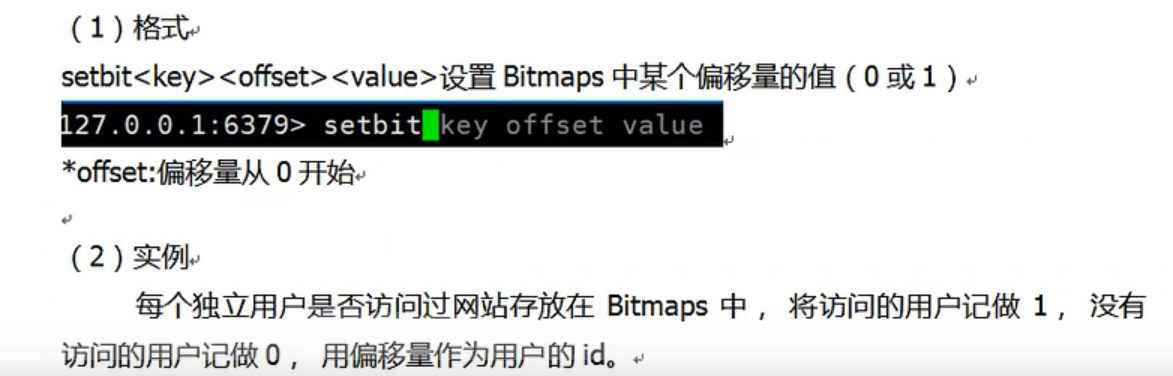 （1）格式
setbit<key><offset><value>设置 Bitmaps 中某个偏移量的值（0 或 1）
127.0.0.1:6379> setbit key offset value
*offset:偏移量从 0 开始
（2）实例
每个独立用户是否访问过网站存放在 Bitmaps 中， 将访问的用户记做 1， 没有
访问的用户记做 0， 用偏移量作为用户的 id。